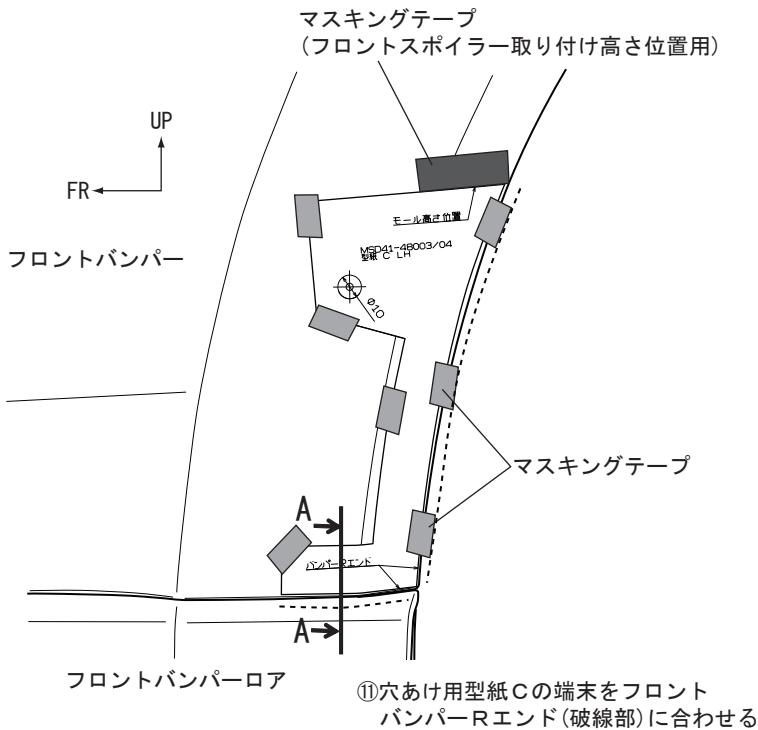 マスキングテープ
(フロントスポイラー取り付け高さ位置用)
UP
FR
モール高さ位置
フロントバンパー
MSD41-48003/04
型紙 C LH
φ10
マスキングテープ
A
バンパーRエンド
A
フロントバンパーロア
⑪穴あけ用型紙Cの端末をフロント
バンパーRエンド(破線部)に合わせる